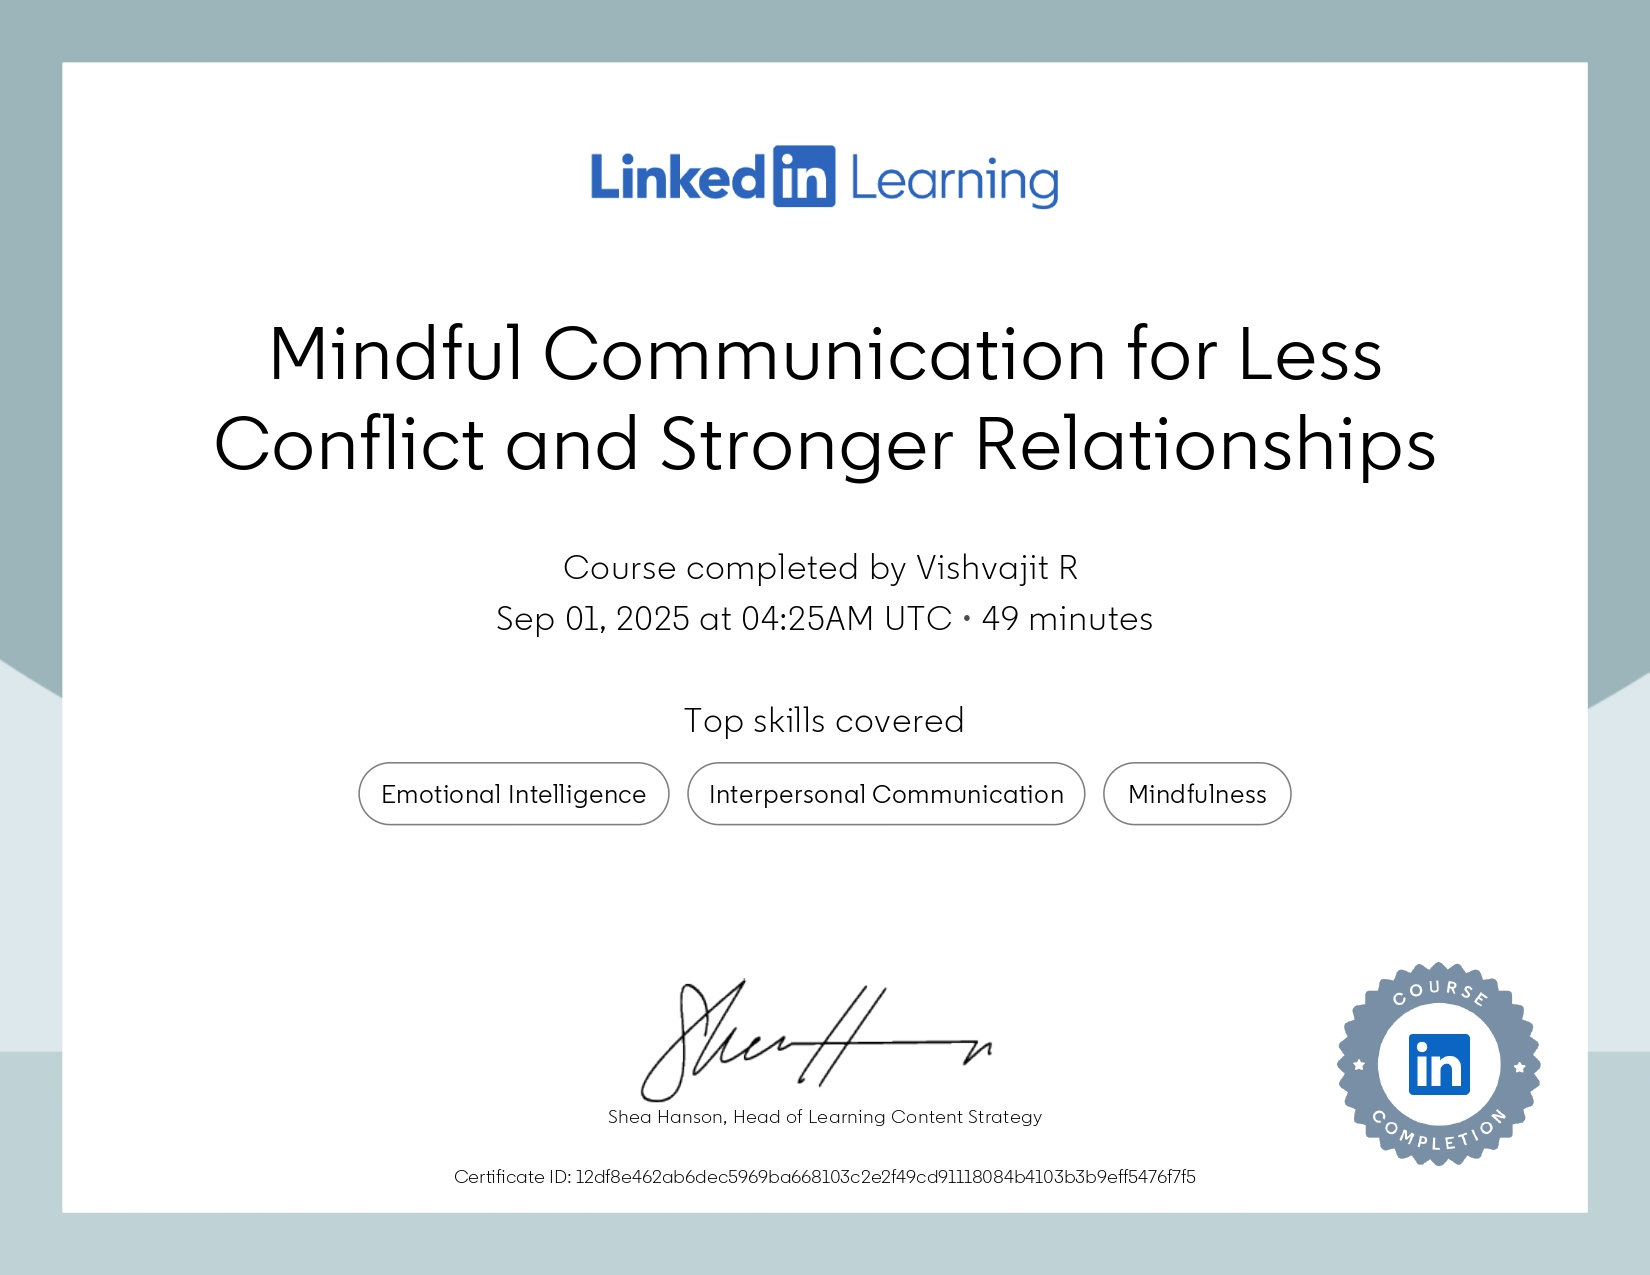 Linked in Learning
Mindful Communication for Less
Conflict and Stronger Relationships
Course completed by Vishvajit R
Sep 01, 2025 at 04:25AM UTC • 49 minutes
Top skills covered
Emotional Intelligence Interpersonal Communication Mindfulness
Shea Hanson, Head of Learning Content Strategy
Certificate ID: 12df8e462ab6dec5969ba668103c2e2f49cd91118084b4103b3b9eff5476f7f5
COURSE
in
COMPLETION